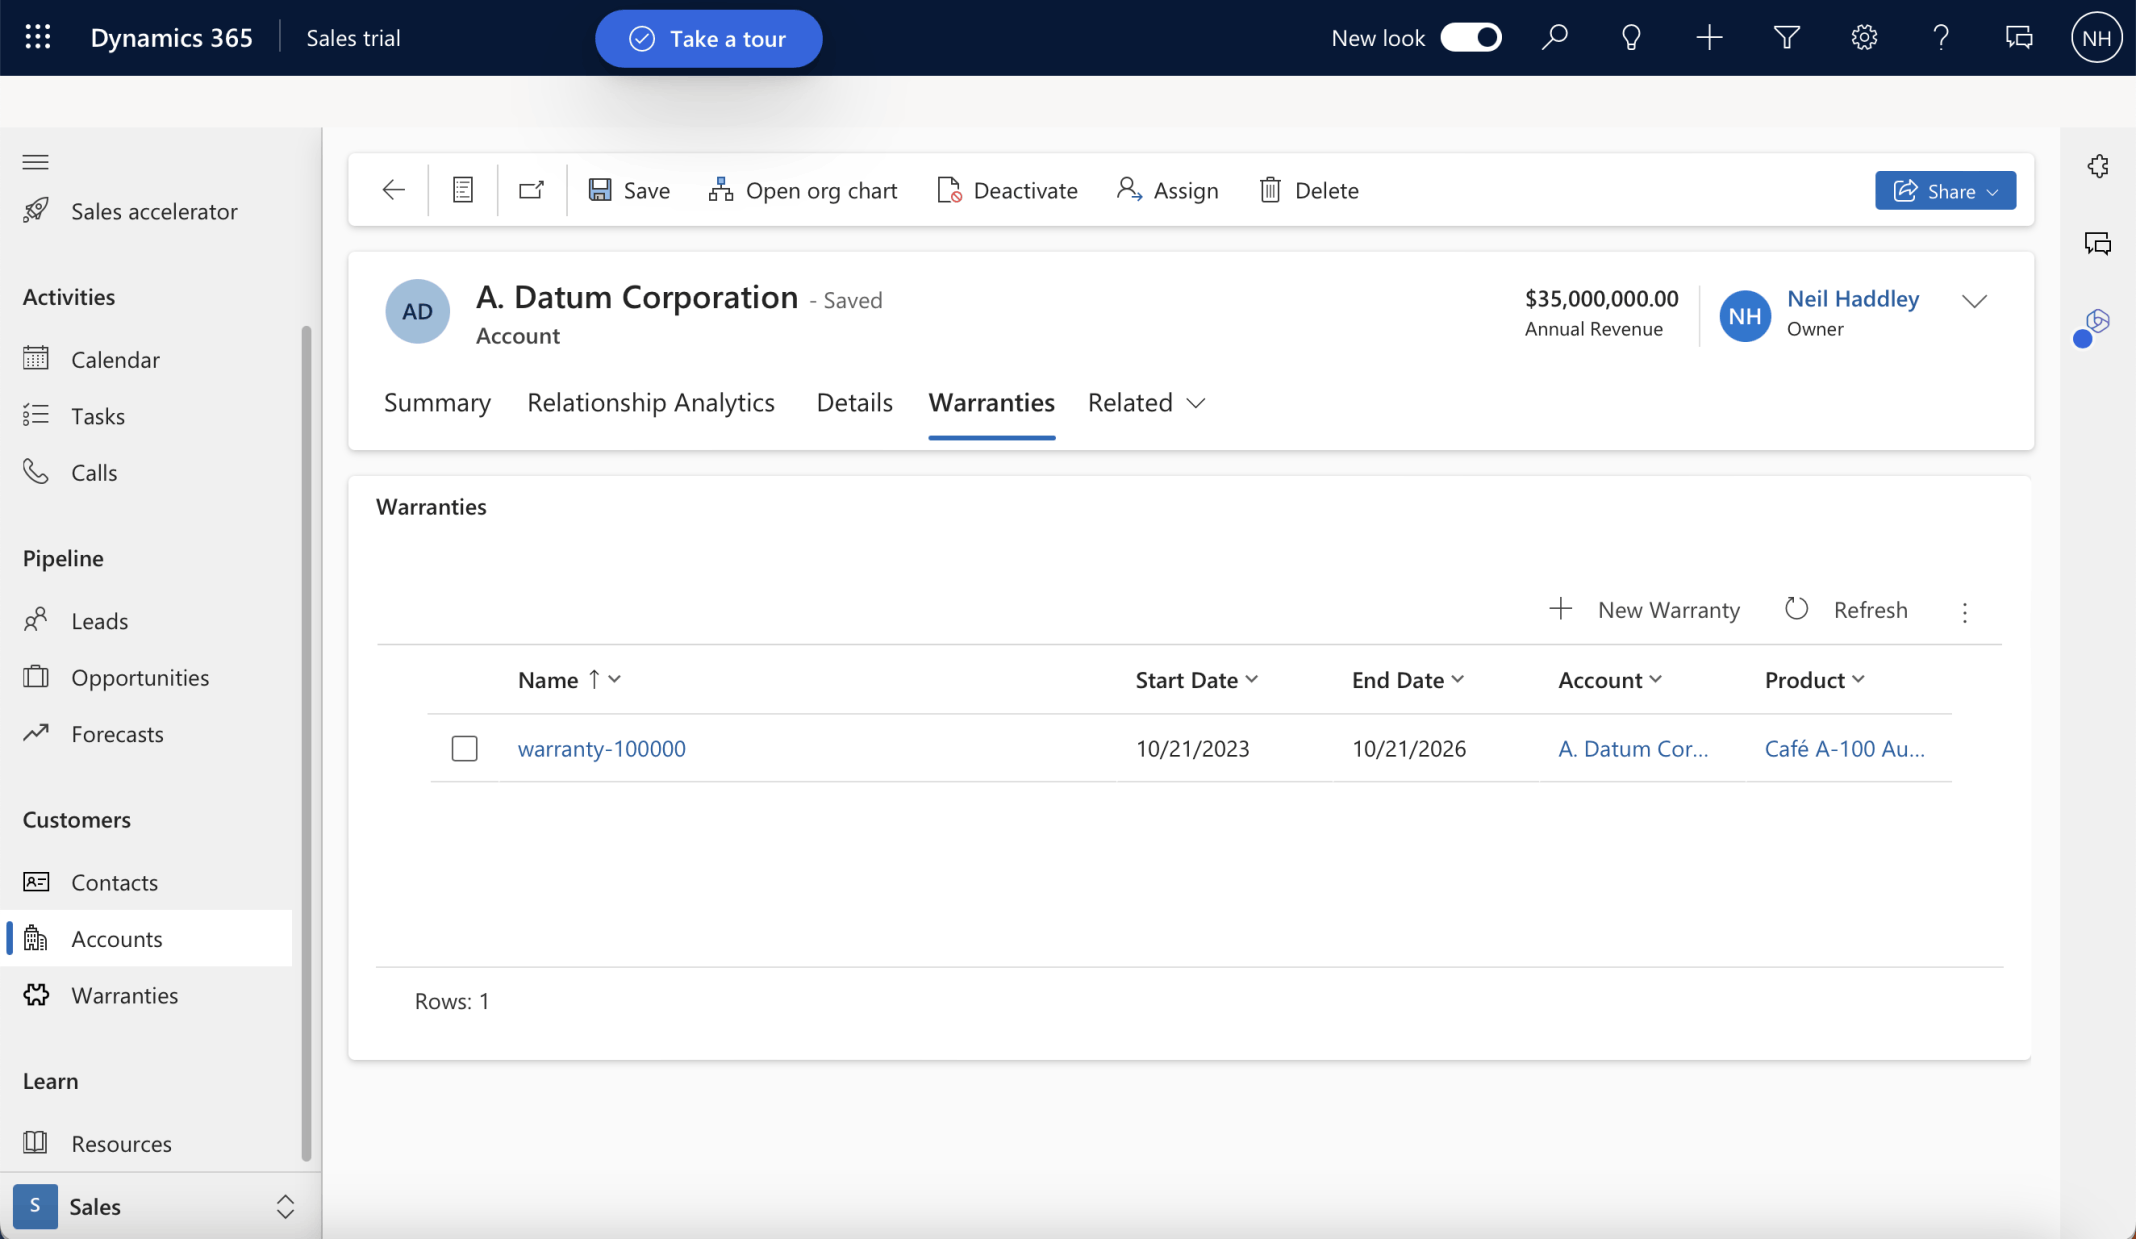 Dynamics 365
Sales trial
Take a tour
New look
NH
Sales accelerator
Activities
Calendar
Tasks
Calls
Pipeline
Leads
Opportunities
Forecasts
Customers
Contacts
Accounts
Warranties
Learn
Resources
S Sales
Save
Open org chart
Deactivate
Assign
Delete
Share
AD
A. Datum Corporation - Saved
Account
$35,000,000.00
Annual Revenue
NH
Neil Haddley
Owner
Summary
Relationship Analytics
Details
Warranties
Related
Warranties
New Warranty
Refresh
Name Start Date End Date Account Product
warranty-100000 10/21/2023 10/21/2026 A. Datum Cor... Café A-100 Au...
Rows: 1